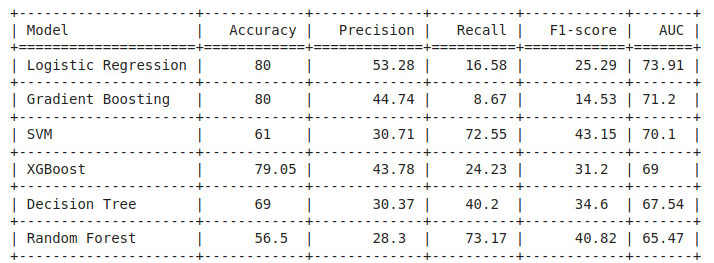 +---------------------+------------+-------------+----------+------------+-------+
| Model               |   Accuracy |   Precision |   Recall |   F1-score |   AUC |
+=====================+============+=============+==========+============+=======+
| Logistic Regression |      80    |       53.28 |    16.58 |      25.29 | 73.91 |
+---------------------+------------+-------------+----------+------------+-------+
| Gradient Boosting   |      80    |       44.74 |     8.67 |      14.53 | 71.2  |
+---------------------+------------+-------------+----------+------------+-------+
| SVM                 |      61    |       30.71 |    72.55 |      43.15 | 70.1  |
+---------------------+------------+-------------+----------+------------+-------+
| XGBoost             |      79.05 |       43.78 |    24.23 |      31.2  | 69    |
+---------------------+------------+-------------+----------+------------+-------+
| Decision Tree       |      69    |       30.37 |    40.2  |      34.6  | 67.54 |
+---------------------+------------+-------------+----------+------------+-------+
| Random Forest       |      56.5  |       28.3  |    73.17 |      40.82 | 65.47 |
+---------------------+------------+-------------+----------+------------+-------+